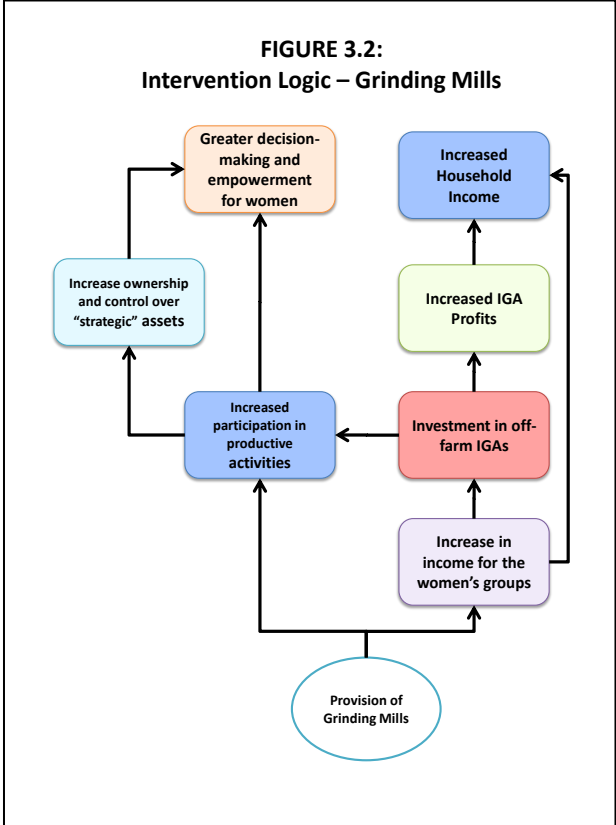 FIGURE 3.2:
Intervention Logic – Grinding Mills
Greater decision-
making and
empowerment
for women
Increased
Household
Income
Increase ownership
and control over
“strategic” assets
Increased IGA
Profits
Increased
participation in
productive
activities
Investment in off-
farm IGAs
Increase in
income for the
women’s groups
Provision of
Grinding Mills